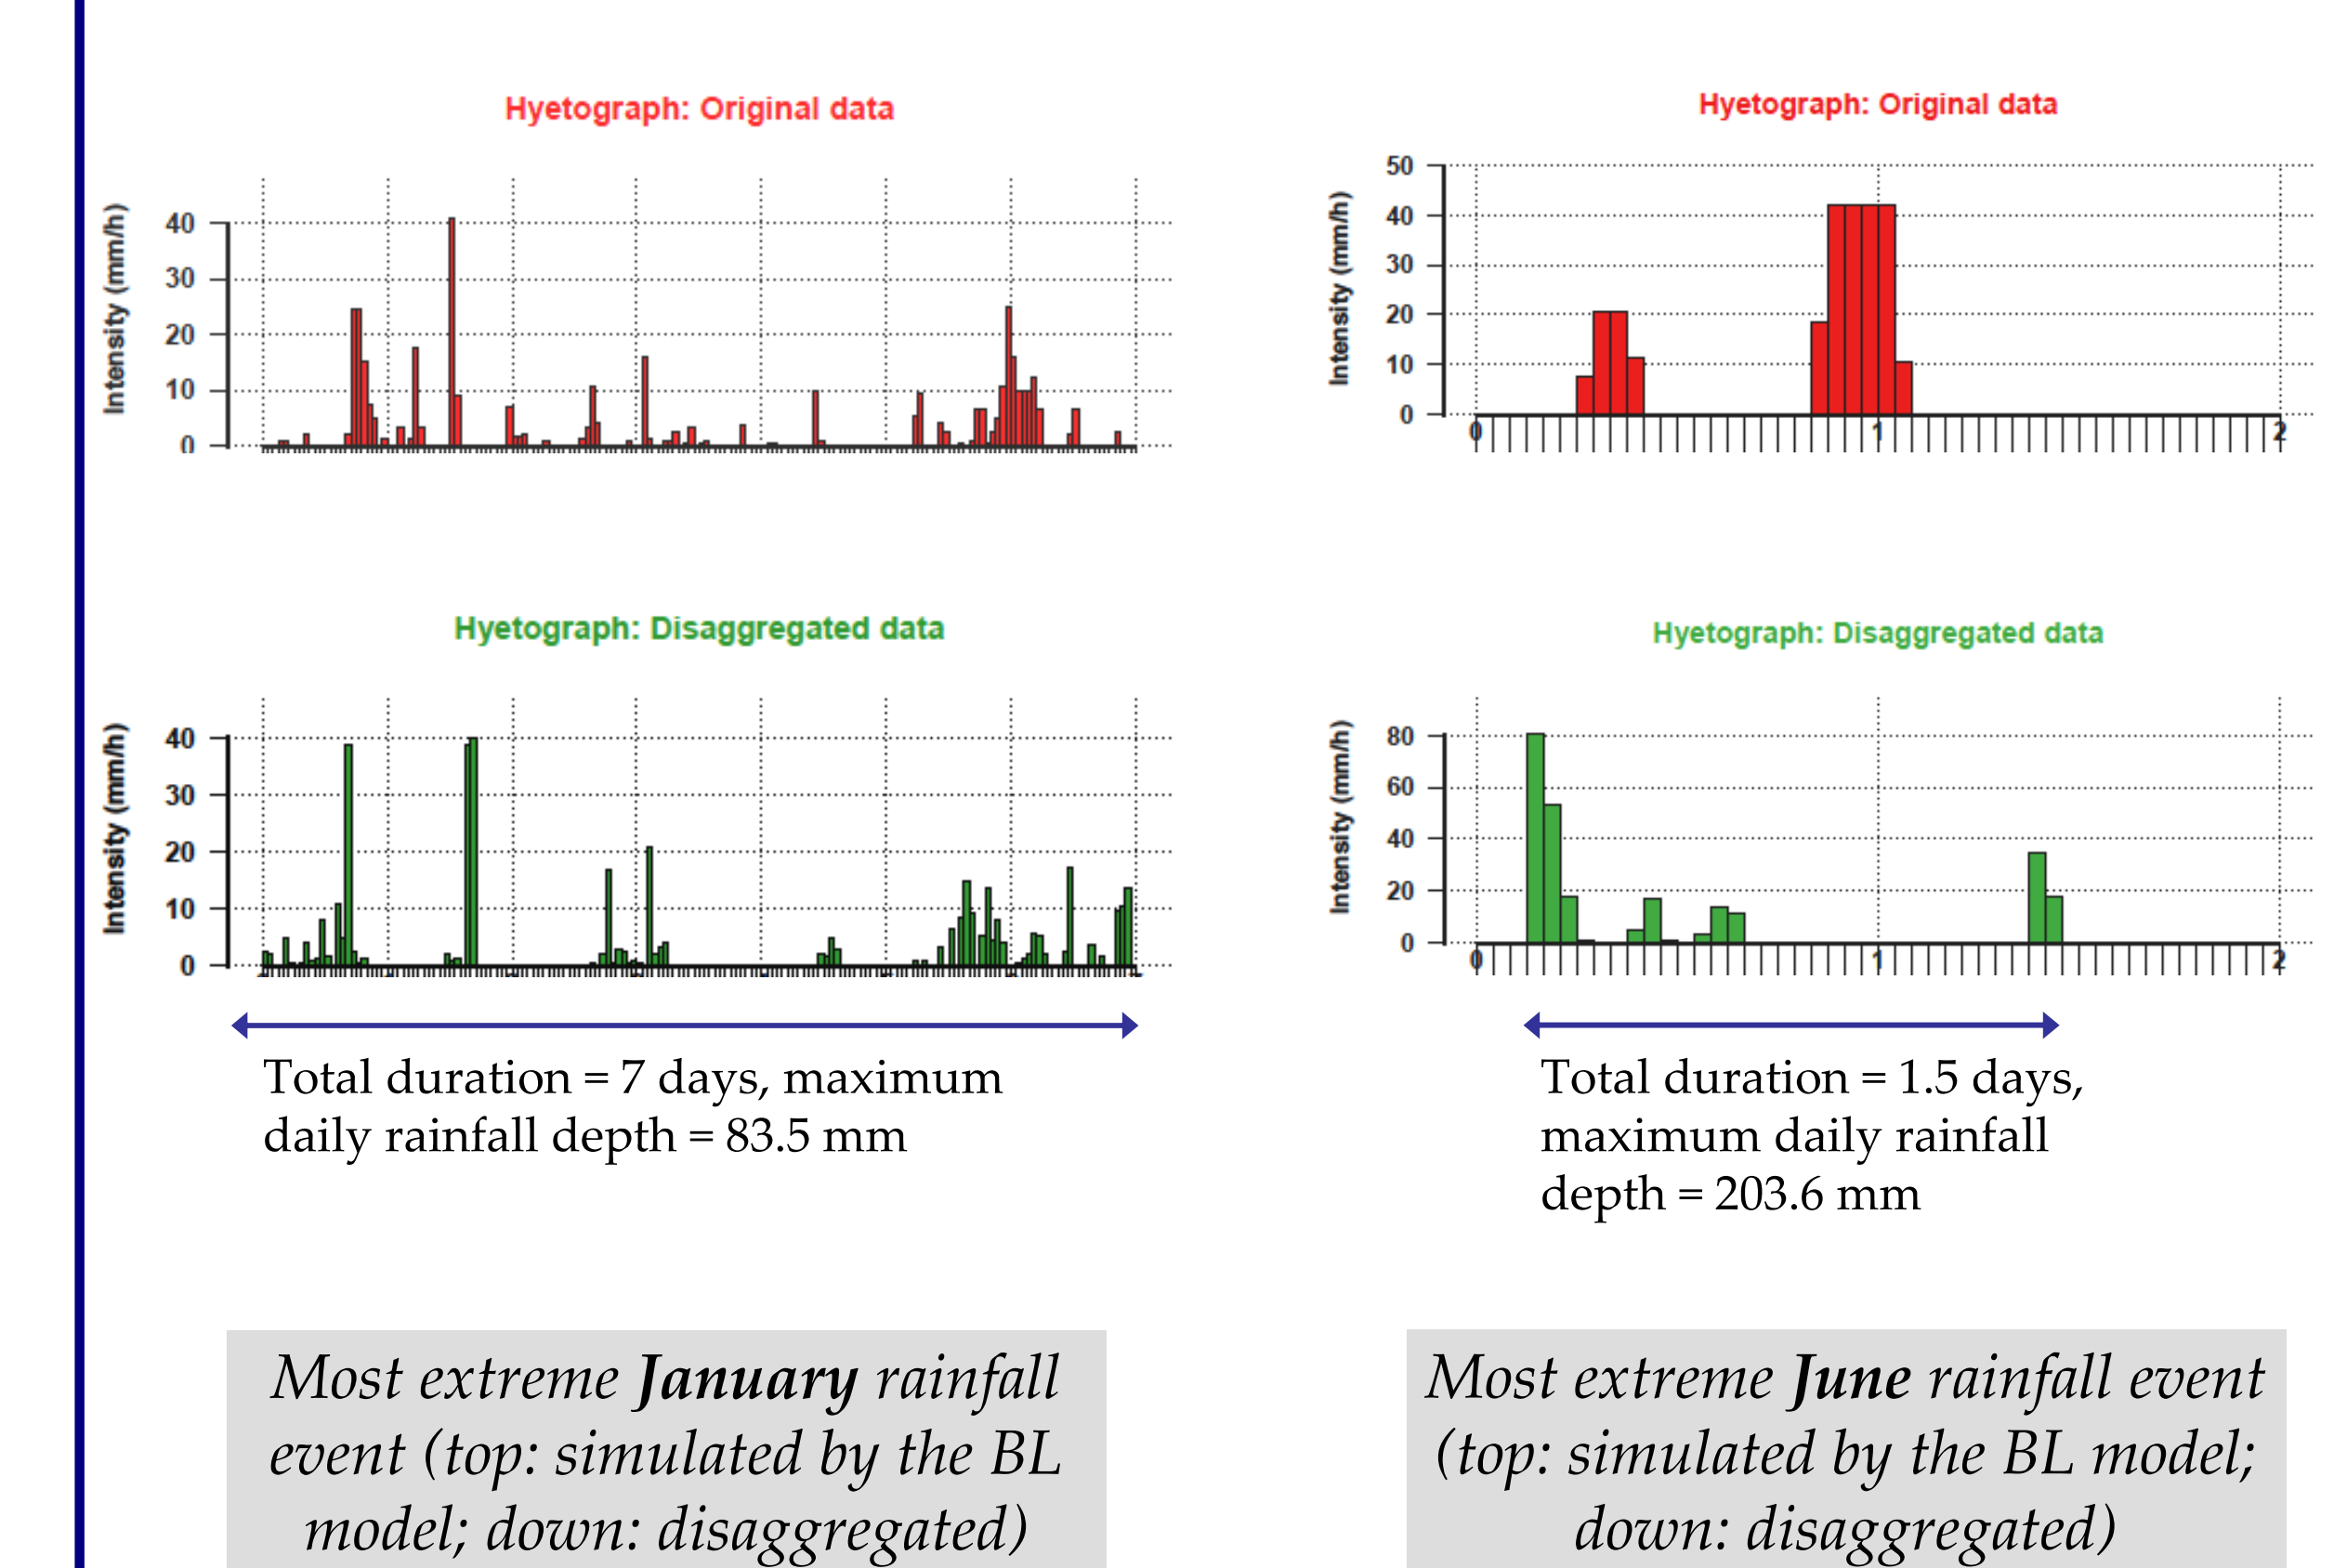 Hyetograph: Original data
Intensity (mm/h)
40
30
20
10
0
Hyetograph: Original data
Intensity (mm/h)
50
40
30
20
10
0
0 1 2
Hyetograph: Disaggregated data
Intensity (mm/h)
40
30
20
10
0
Hyetograph: Disaggregated data
Intensity (mm/h)
80
60
40
20
0
0 1 2
Total duration = 7 days, maximum
daily rainfall depth = 83.5 mm
Total duration = 1.5 days,
maximum daily rainfall
depth = 203.6 mm
Most extreme January rainfall
event (top: simulated by the BL
model; down: disaggregated)
Most extreme June rainfall event
(top: simulated by the BL model;
down: disaggregated)